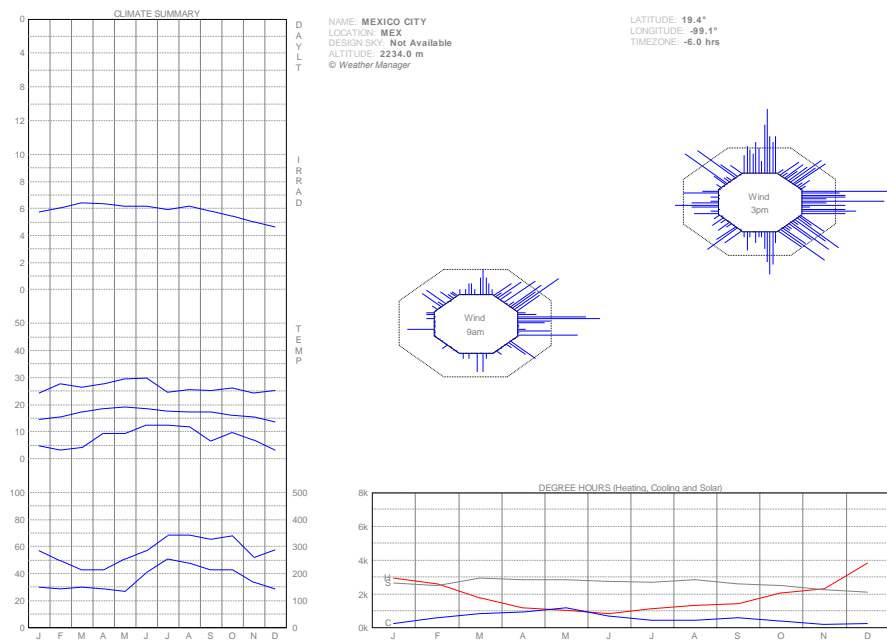 CLIMATE SUMMARY
NAME: MEXICO CITY
LOCATION: MEX
DESIGN SKY: Not Available
ALTITUDE: 2234.0 m
© Weather Manager
LATITUDE: 19.4°
LONGITUDE: -99.1°
TIMEZONE: -6.0 hrs
0
4
8
12
DAYLT
10
8
6
4
2
0
IRRAD
50
40
30
20
10
0
TEMP
100 500
80 400
60 300
40 200
20 100
0 0
J F M A M J J A S O N D
Wind
9am
Wind
3pm
DEGREE HOURS (Heating, Cooling and Solar)
8k
6k
4k
2k
0k
H
S
C
J F M A M J J A S O N D